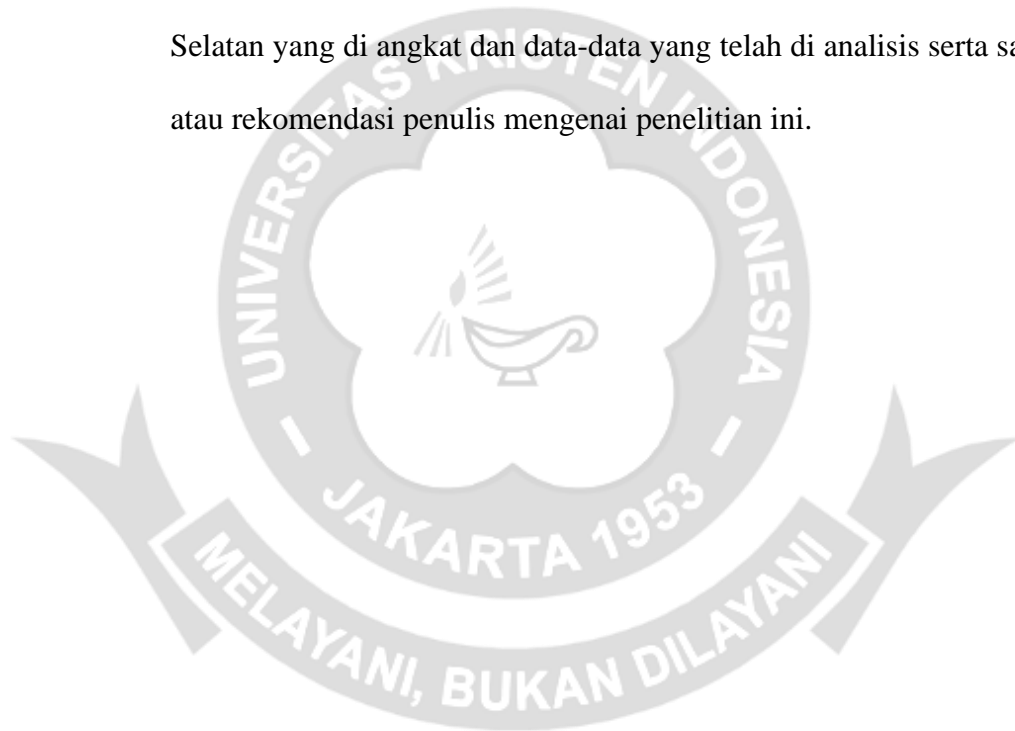 Selatan yang di angkat dan data-data yang telah di analisis serta sa
atau rekomendasi penulis mengenai penelitian ini.
UNIVERSITAS KRISTEN INDONESIA
JAKARTA 1953
MELAYANI, BUKAN DILAYANI